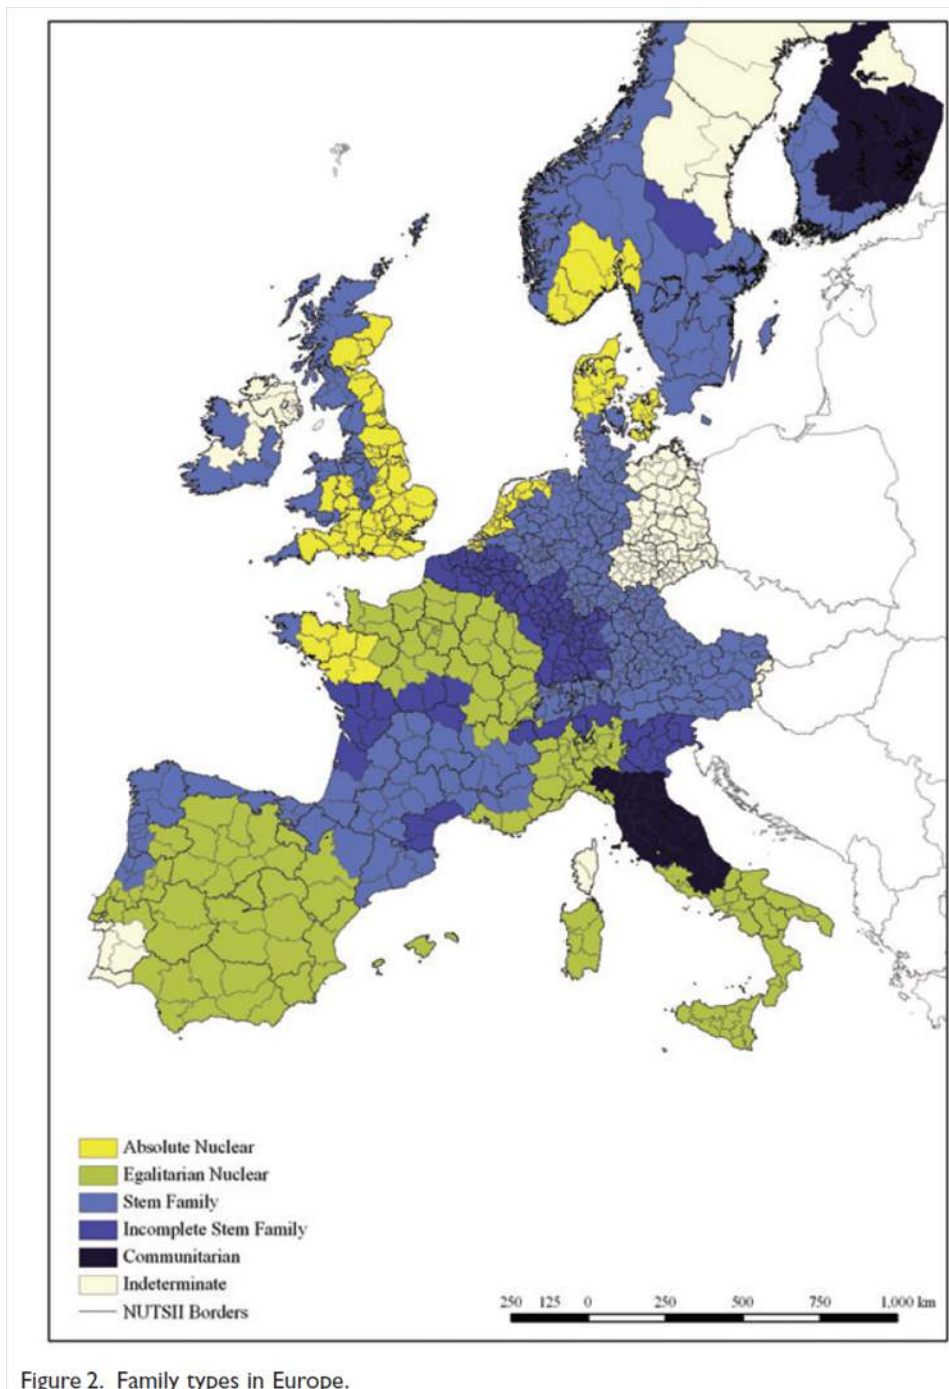 Absolute Nuclear
Egalitarian Nuclear
Stem Family
Incomplete Stem Family
Communitarian
Indeterminate
NUTSII Borders
250 125 0 250 500 750 1,000 km
Figure 2. Family types in Europe.